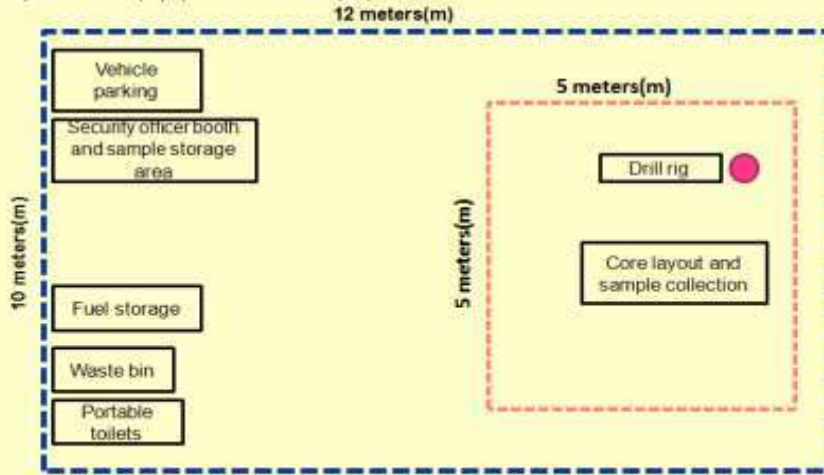 12 meters(m)
Vehicle
parking
5 meters(m)
Security officer booth
and sample storage
area
Drill rig
10 meters(m)
5 meters(m)
Core layout and
sample collection
Fuel storage
Waste bin
Portable
toilets